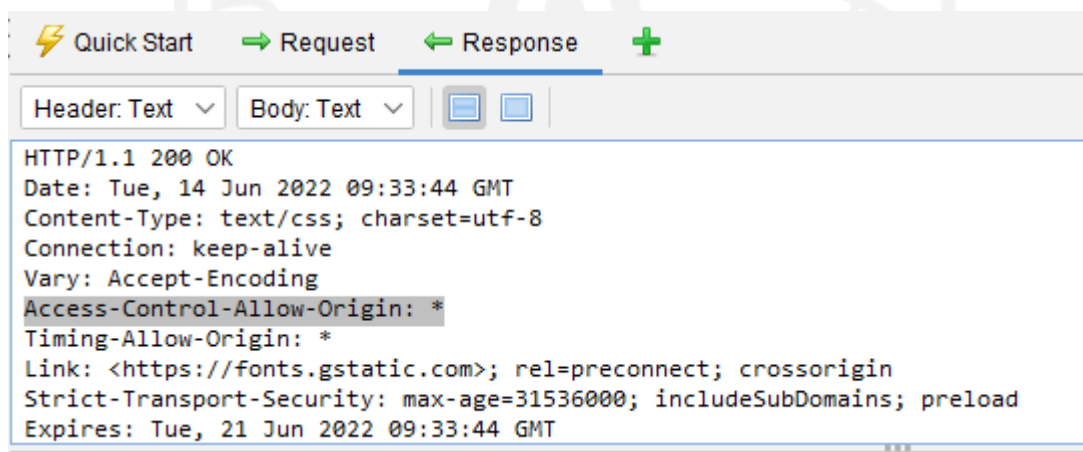 Quick Start Request Response
Header: Text Body: Text
HTTP/1.1 200 OK
Date: Tue, 14 Jun 2022 09:33:44 GMT
Content-Type: text/css; charset=utf-8
Connection: keep-alive
Vary: Accept-Encoding
Access-Control-Allow-Origin: *
Timing-Allow-Origin: *
Link: <https://fonts.gstatic.com>; rel=preconnect; crossorigin
Strict-Transport-Security: max-age=31536000; includeSubDomains; preload
Expires: Tue, 21 Jun 2022 09:33:44 GMT